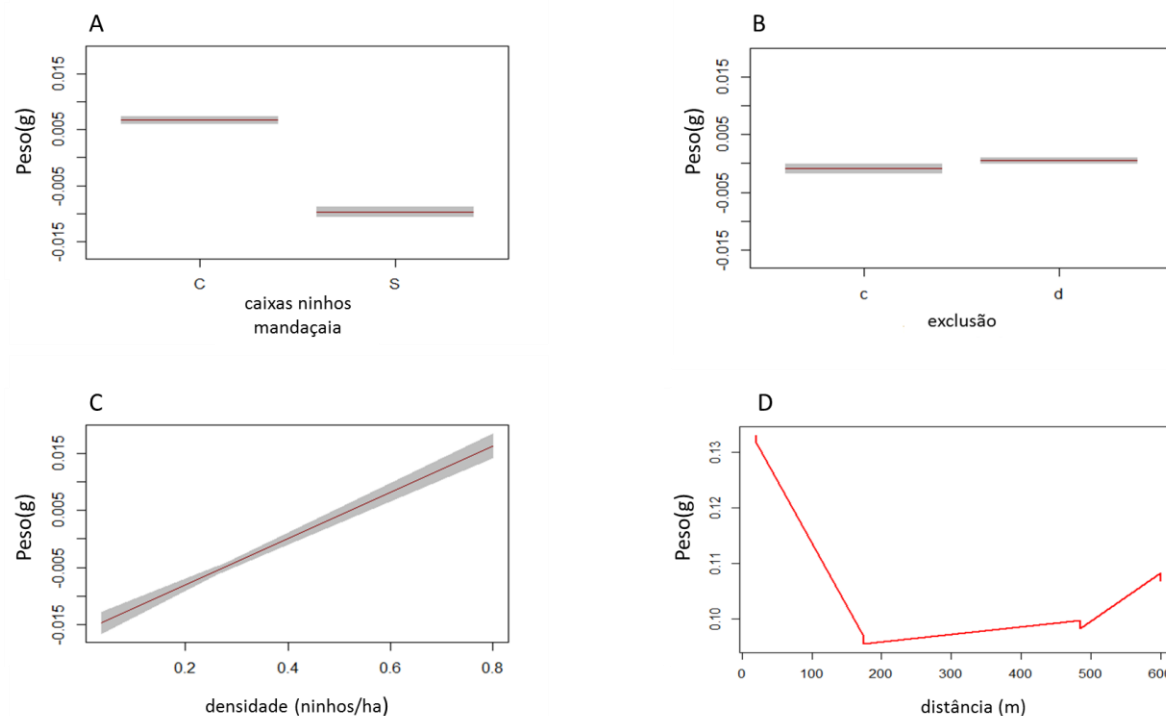 A
Peso(g)
0.015
0.005
-0.005
-0.015
C
S
caixas ninhos
mandaçaia
B
Peso(g)
0.015
0.005
-0.005
-0.015
c
d
exclusão
C
Peso(g)
0.015
0.005
-0.005
-0.015
0.2
0.4
0.6
0.8
densidade (ninhos/ha)
D
Peso(g)
0.13
0.12
0.11
0.10
0
100
200
300
400
500
600
distância (m)